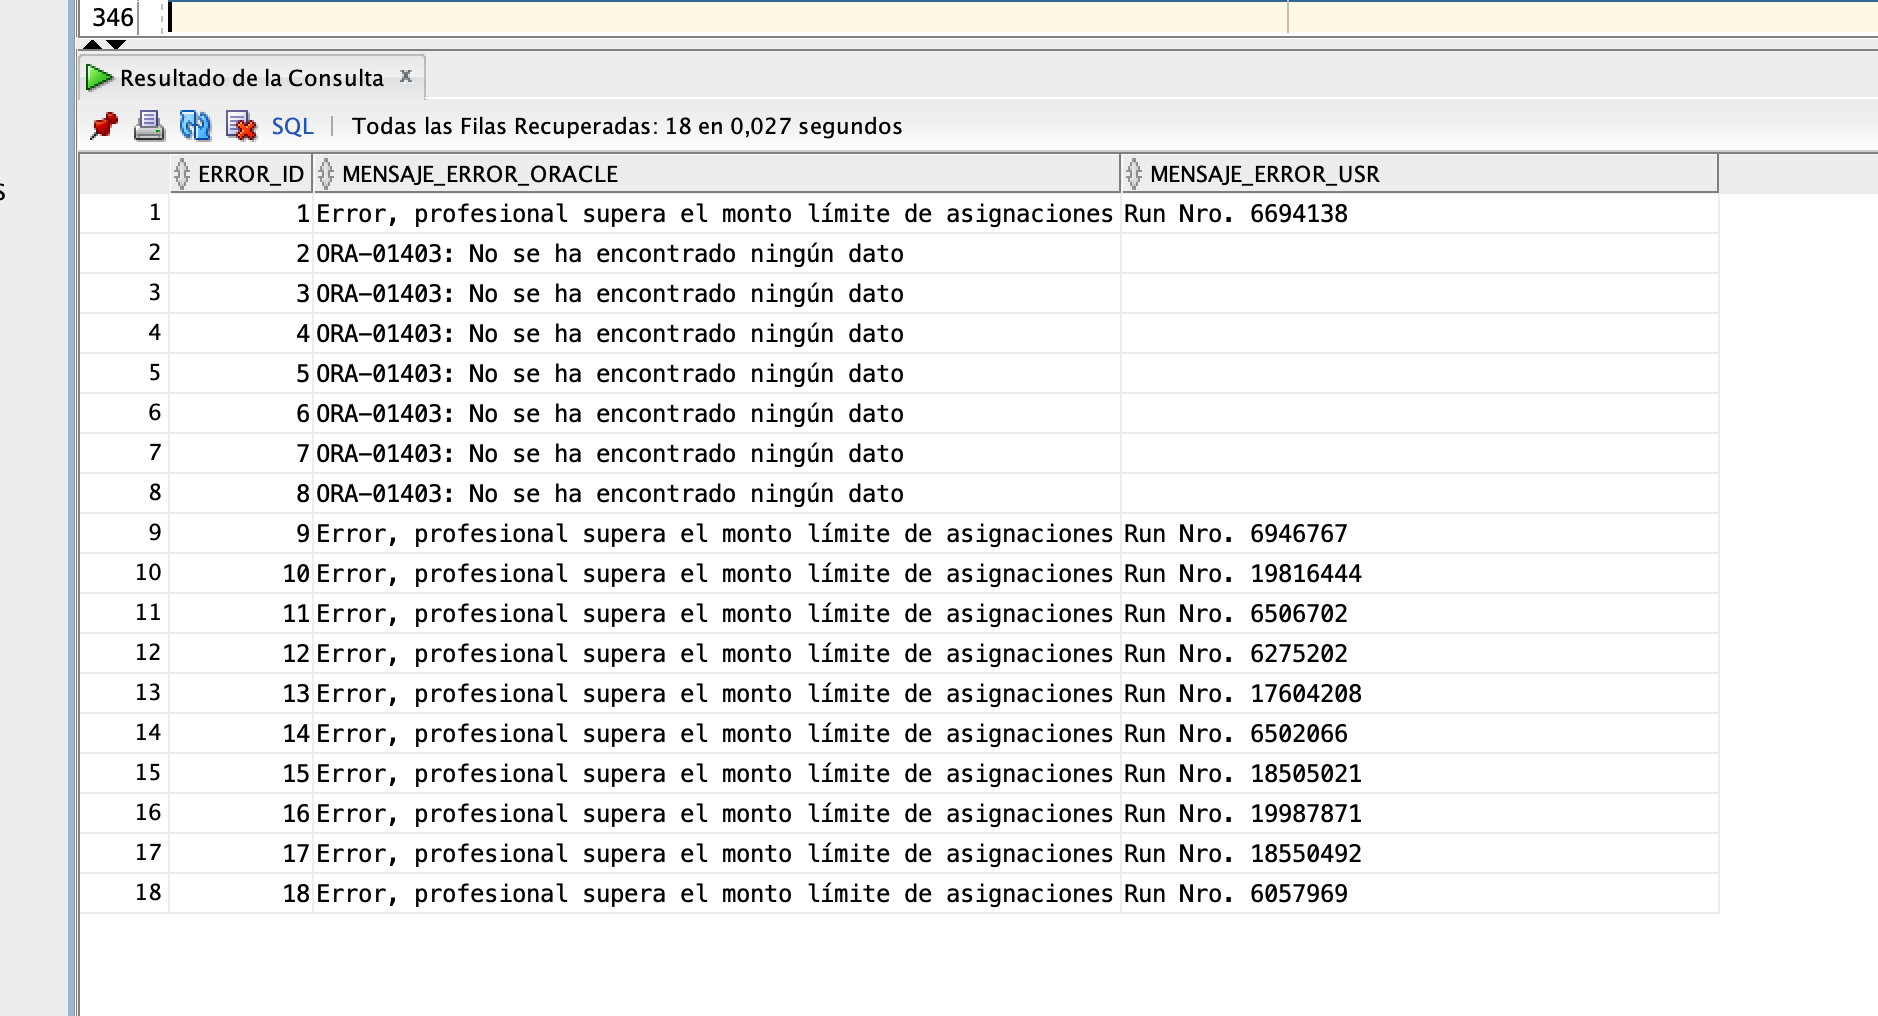 346
Resultado de la Consulta x
SQL | Todas las Filas Recuperadas: 18 en 0,027 segundos
ERROR_ID MENSAJE_ERROR_ORACLE MENSAJE_ERROR_USR
s
1 1 Error, profesional supera el monto límite de asignaciones Run Nro. 6694138
2 2 ORA-01403: No se ha encontrado ningún dato
3 3 ORA-01403: No se ha encontrado ningún dato
4 4 ORA-01403: No se ha encontrado ningún dato
5 5 ORA-01403: No se ha encontrado ningún dato
6 6 ORA-01403: No se ha encontrado ningún dato
7 7 ORA-01403: No se ha encontrado ningún dato
8 8 ORA-01403: No se ha encontrado ningún dato
9 9 Error, profesional supera el monto límite de asignaciones Run Nro. 6946767
10 10 Error, profesional supera el monto límite de asignaciones Run Nro. 19816444
11 11 Error, profesional supera el monto límite de asignaciones Run Nro. 6506702
12 12 Error, profesional supera el monto límite de asignaciones Run Nro. 6275202
13 13 Error, profesional supera el monto límite de asignaciones Run Nro. 17604208
14 14 Error, profesional supera el monto límite de asignaciones Run Nro. 6502066
15 15 Error, profesional supera el monto límite de asignaciones Run Nro. 18505021
16 16 Error, profesional supera el monto límite de asignaciones Run Nro. 19987871
17 17 Error, profesional supera el monto límite de asignaciones Run Nro. 18550492
18 18 Error, profesional supera el monto límite de asignaciones Run Nro. 6057969